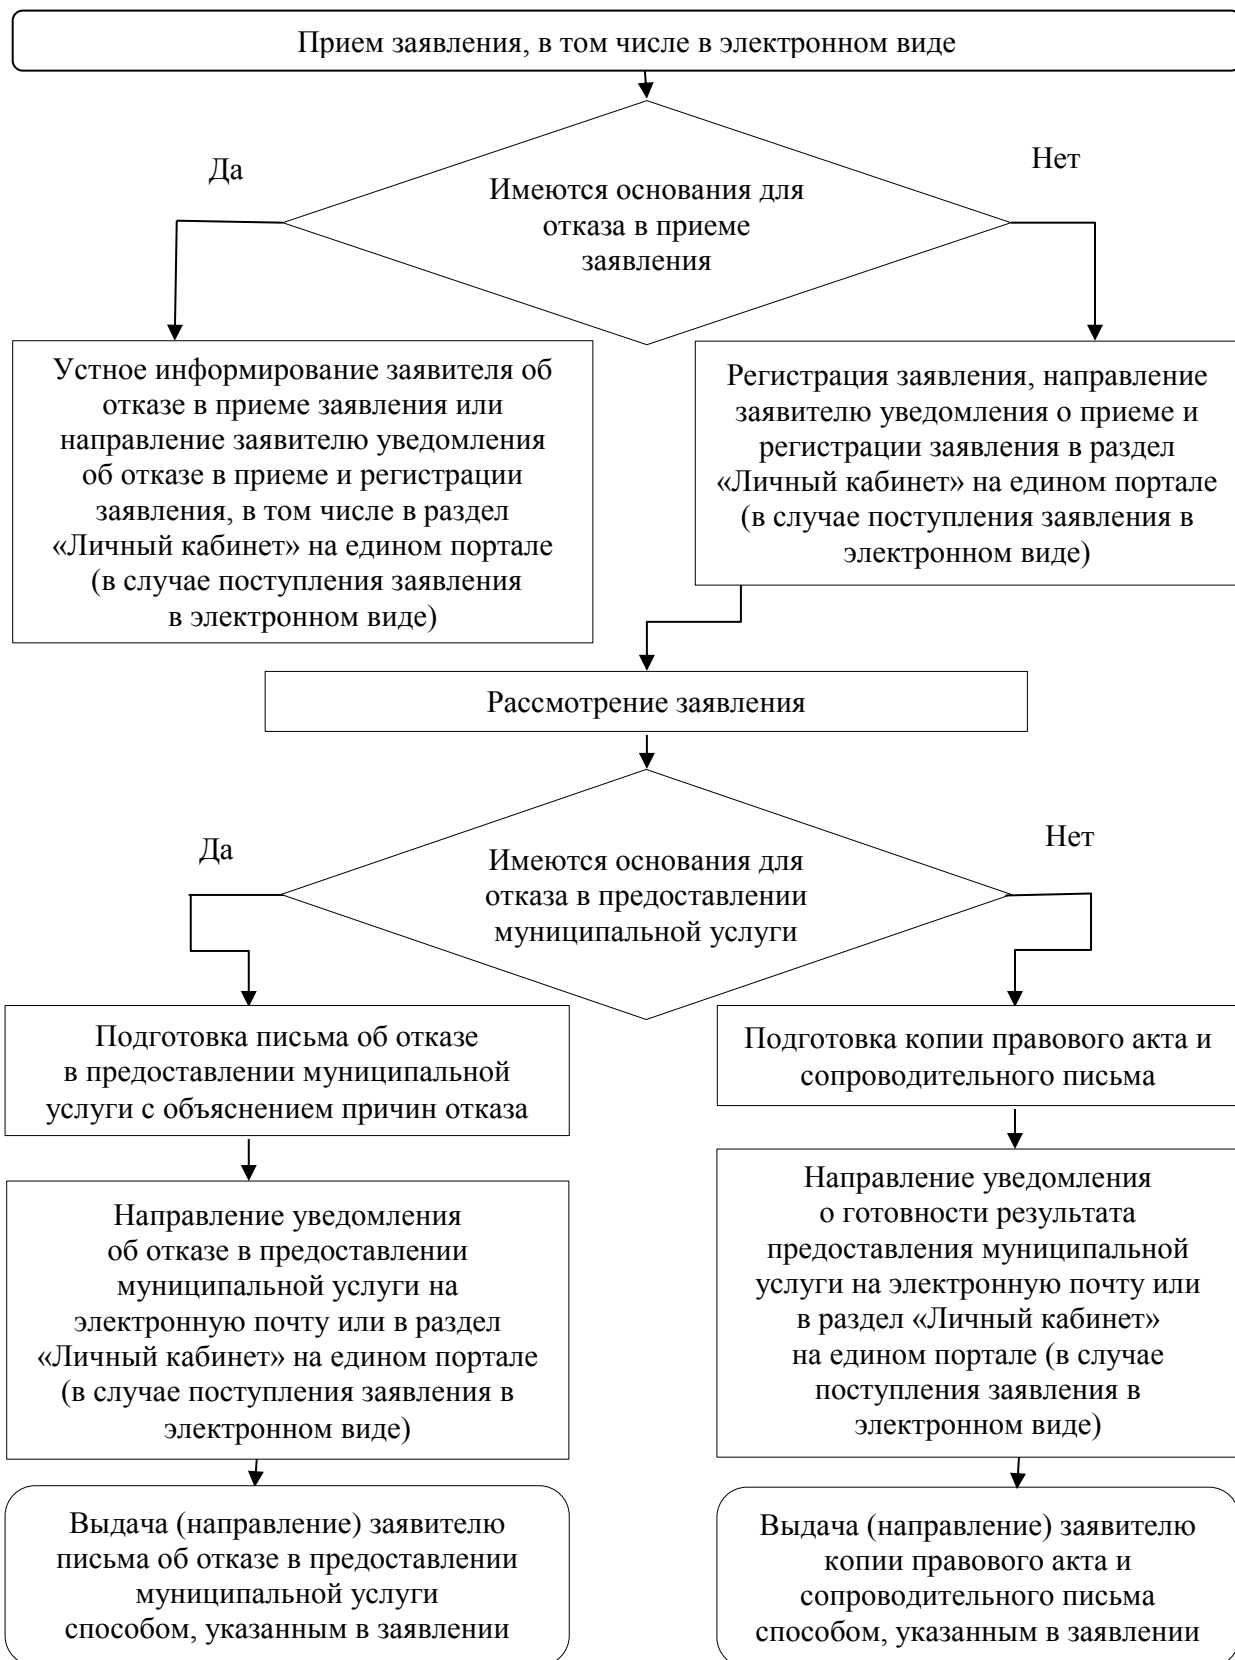 Прием заявления, в том числе в электронном виде
Да
Нет
Имеются основания для
отказа в приеме
заявления
Устное информирование заявителя об
отказе в приеме заявления или
направление заявителю уведомления
об отказе в приеме и регистрации
заявления, в том числе в раздел
«Личный кабинет» на едином портале
(в случае поступления заявления
в электронном виде)
Регистрация заявления, направление
заявителю уведомления о приеме и
регистрации заявления в раздел
«Личный кабинет» на едином портале
(в случае поступления заявления в
электронном виде)
Рассмотрение заявления
Да
Нет
Имеются основания для
отказа в предоставлении
муниципальной услуги
Подготовка письма об отказе
в предоставлении муниципальной
услуги с объяснением причин отказа
Подготовка копии правового акта и
сопроводительного письма
Направление уведомления
об отказе в предоставлении
муниципальной услуги на
электронную почту или в раздел
«Личный кабинет» на едином портале
(в случае поступления заявления в
электронном виде)
Направление уведомления
о готовности результата
предоставления муниципальной
услуги на электронную почту или
в раздел «Личный кабинет»
на едином портале (в случае
поступления заявления в
электронном виде)
Выдача (направление) заявителю
письма об отказе в предоставлении
муниципальной услуги
способом, указанным в заявлении
Выдача (направление) заявителю
копии правового акта и
сопроводительного письма
способом, указанным в заявлении